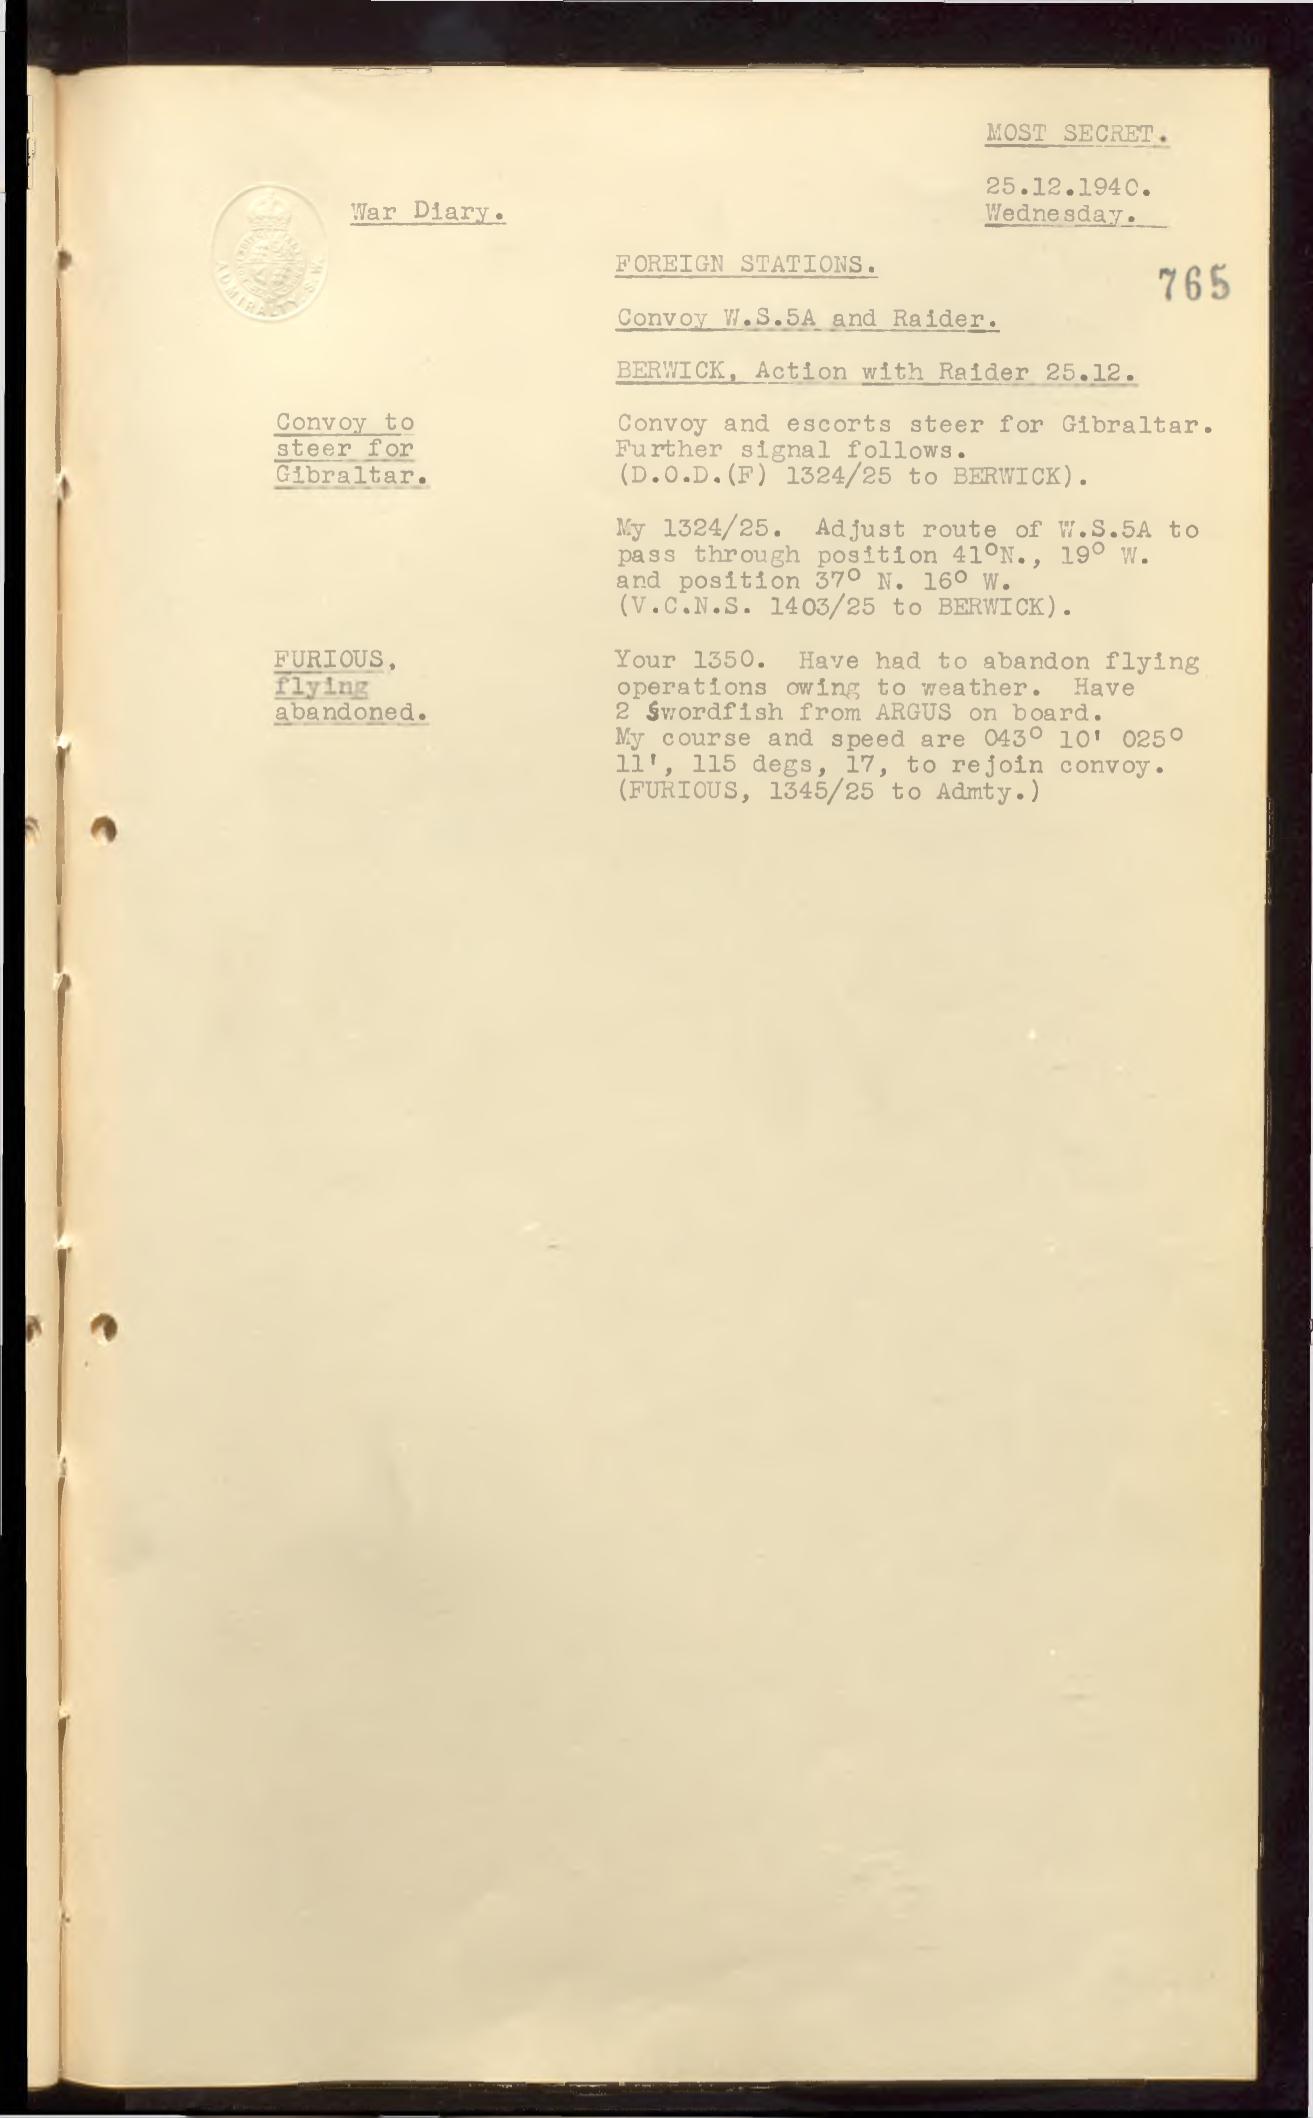 MOST SECRET.
25.12.1940.
War Diary.
Wednesday.
ADMIRALTY. S.W.
FOREIGN STATIONS.
765
Convoy W.S.5A and Raider.
BERWICK, Action with Raider 25.12.
Convoy to
steer for
Gibraltar.
Convoy and escorts steer for Gibraltar.
Further signal follows.
(D.O.D.(F) 1324/25 to BERWICK).
My 1324/25. Adjust route of W.S.5A to
pass through position 41°N., 19° W.
and position 37° N. 16° W.
(V.C.N.S. 1403/25 to BERWICK).
FURIOUS,
flying
abandoned.
Your 1350. Have had to abandon flying
operations owing to weather. Have
2 Swordfish from ARGUS on board.
My course and speed are 043° 10' 025°
11', 115 degs, 17, to rejoin convoy.
(FURIOUS, 1345/25 to Admty.)